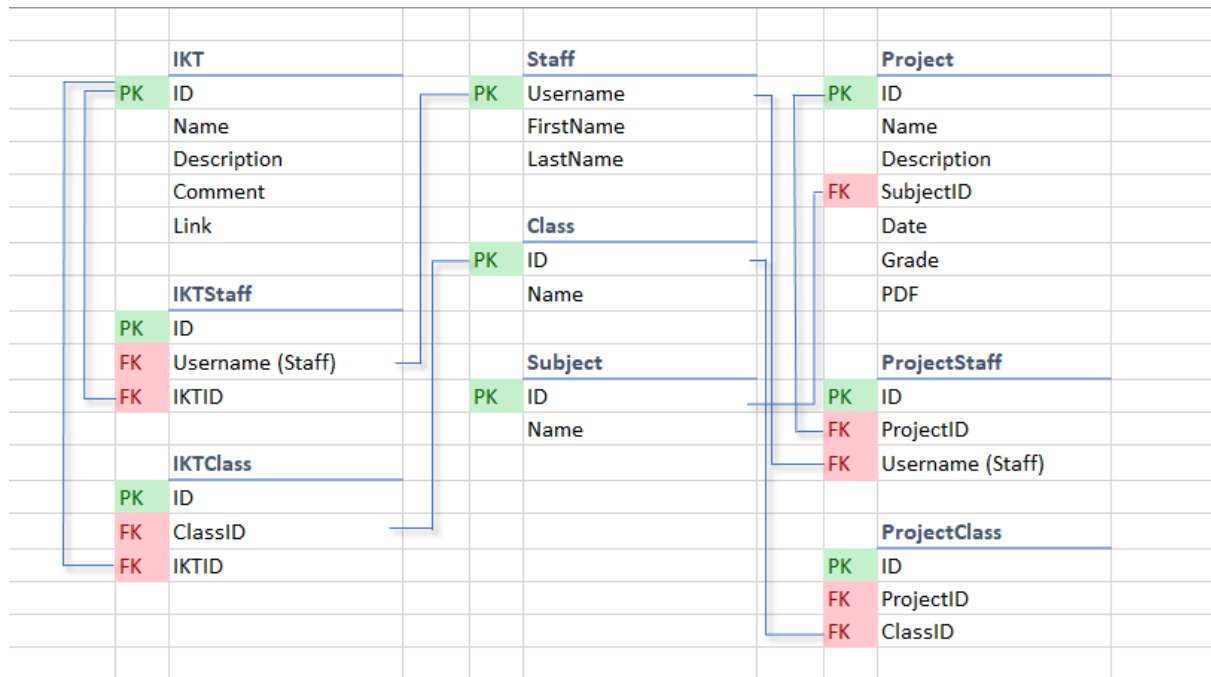 IKT
PK ID
Name
Description
Comment
Link
IKTStaff
PK ID
FK Username (Staff)
FK IKTID
IKTClass
PK ID
FK ClassID
FK IKTID
Staff
PK Username
FirstName
LastName
Class
PK ID
Name
Subject
PK ID
Name
Project
PK ID
Name
Description
FK SubjectID
Date
Grade
PDF
ProjectStaff
PK ID
FK ProjectID
FK Username (Staff)
ProjectClass
PK ID
FK ProjectID
FK ClassID